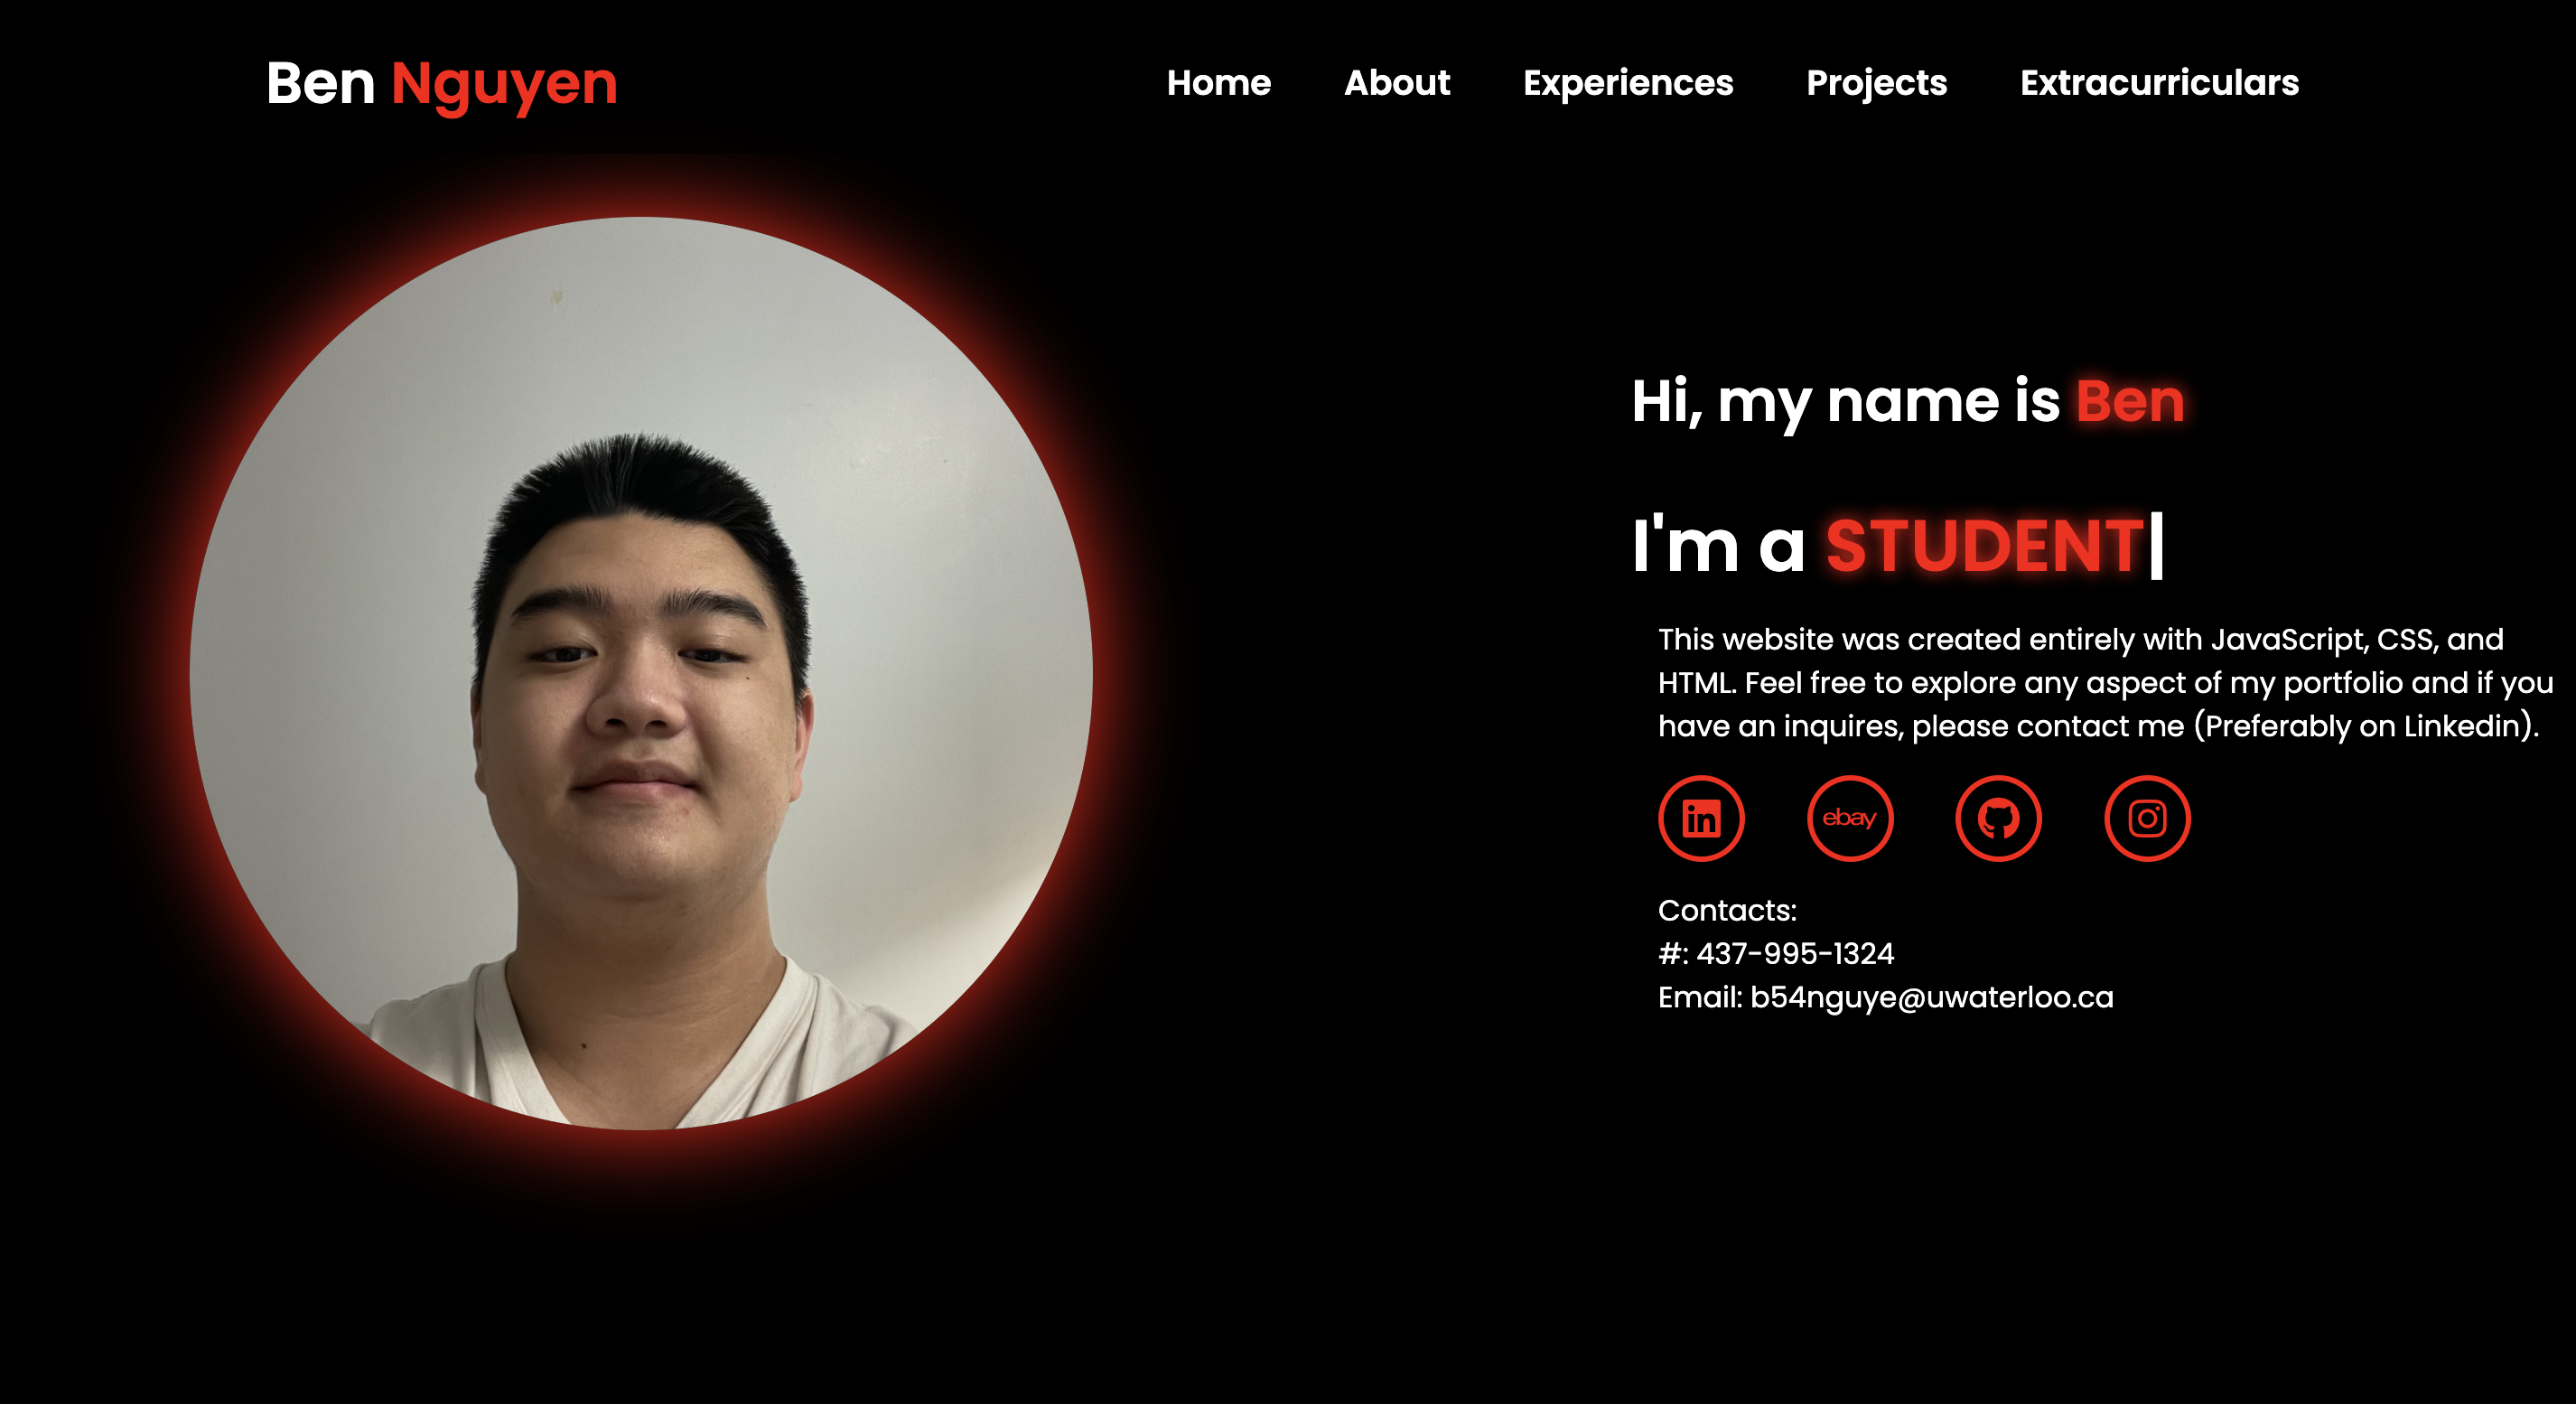 Ben Nguyen
Home About Experiences Projects Extracurriculars
Hi, my name is Ben
I'm a STUDENT|
This website was created entirely with JavaScript, CSS, and
HTML. Feel free to explore any aspect of my portfolio and if you
have an inquires, please contact me (Preferably on Linkedin).
in ebay
Contacts:
#: 437-995-1324
Email: b54nguye@uwaterloo.ca